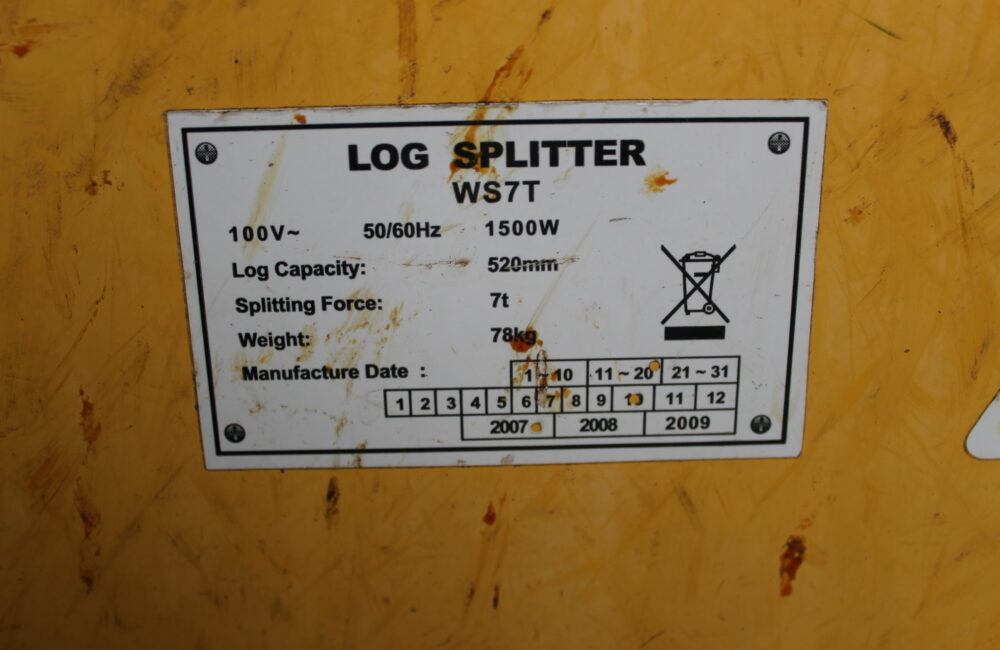 LOG SPLITTER
WS7T
100V~ 50/60Hz 1500W
Log Capacity: 520mm
Splitting Force: 7t
Weight: 78kg
Manufacture Date : 1~10 11~20 21~31
1 2 3 4 5 6 7 8 9 10 11 12
2007 2008 2009